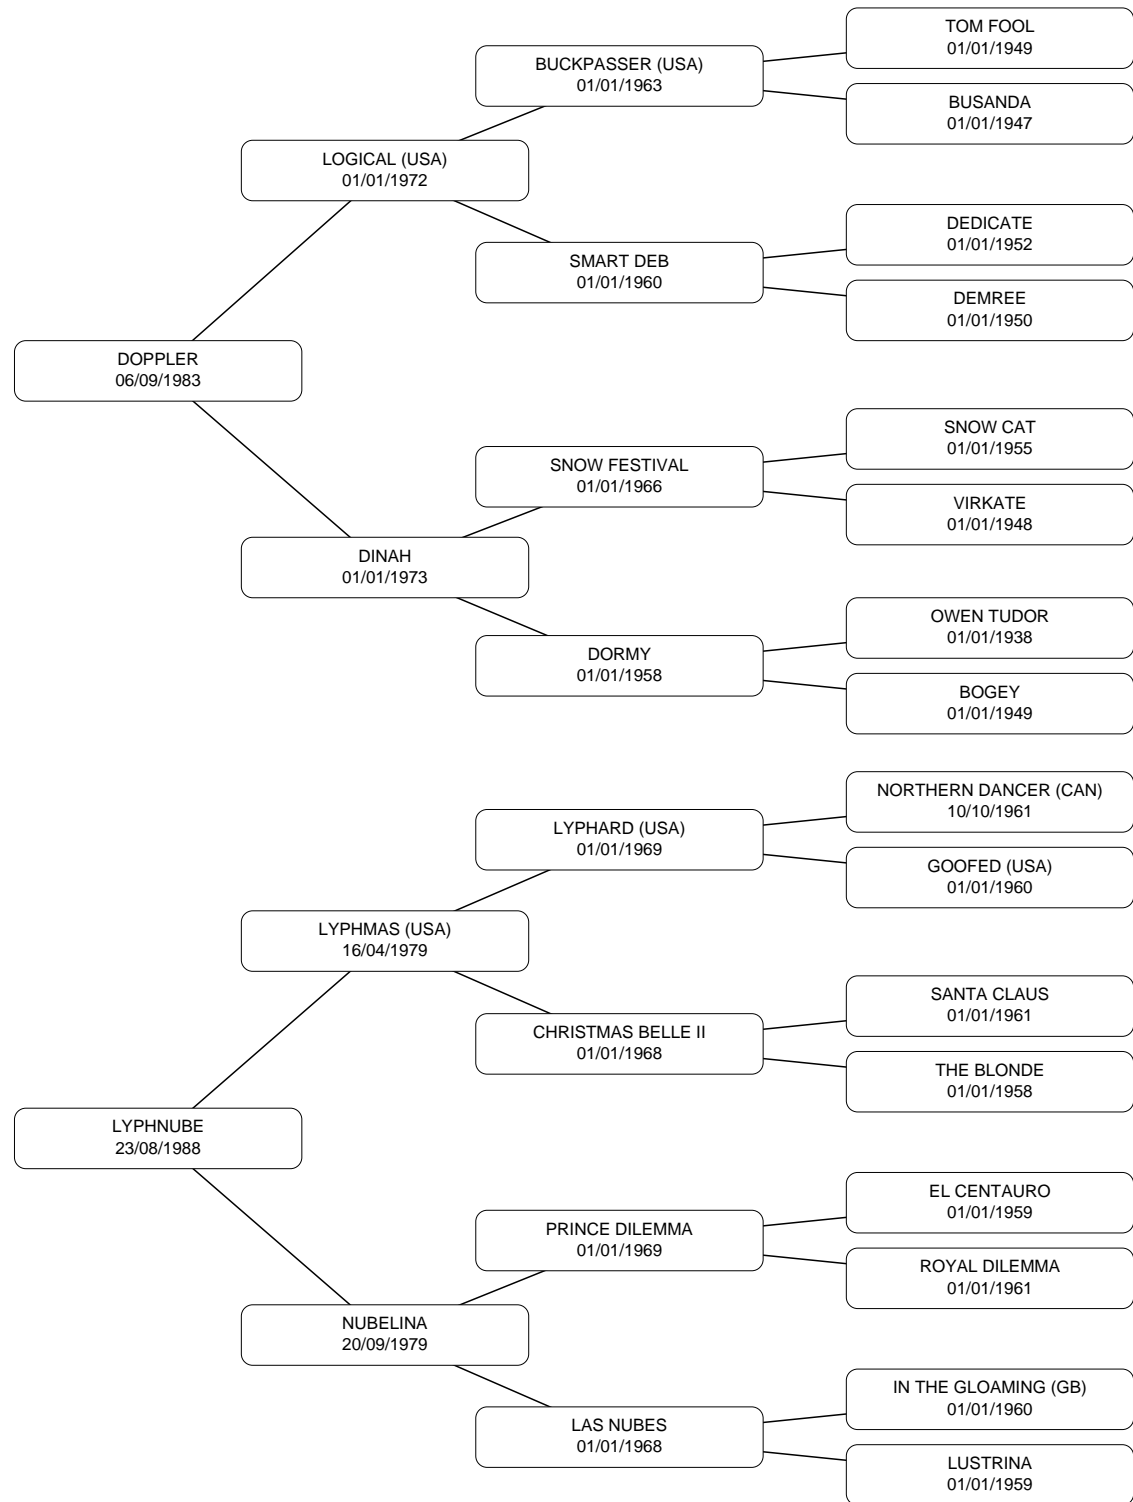 TOM FOOL
01/01/1949
BUCKPASSER (USA)
01/01/1963
BUSANDA
01/01/1947
LOGICAL (USA)
01/01/1972
DEDICATE
01/01/1952
SMART DEB
01/01/1960
DEMREE
01/01/1950
DOPPLER
06/09/1983
SNOW CAT
01/01/1955
SNOW FESTIVAL
01/01/1966
VIRKATE
01/01/1948
DINAH
01/01/1973
OWEN TUDOR
01/01/1938
DORMY
01/01/1958
BOGEY
01/01/1949
NORTHERN DANCER (CAN)
10/10/1961
LYPHARD (USA)
01/01/1969
GOOFED (USA)
01/01/1960
LYPHMAS (USA)
16/04/1979
SANTA CLAUS
01/01/1961
CHRISTMAS BELLE II
01/01/1968
THE BLONDE
01/01/1958
LYPHNUBE
23/08/1988
EL CENTAURO
01/01/1959
PRINCE DILEMMA
01/01/1969
ROYAL DILEMMA
01/01/1961
NUBELINA
20/09/1979
IN THE GLOAMING (GB)
01/01/1960
LAS NUBES
01/01/1968
LUSTRINA
01/01/1959